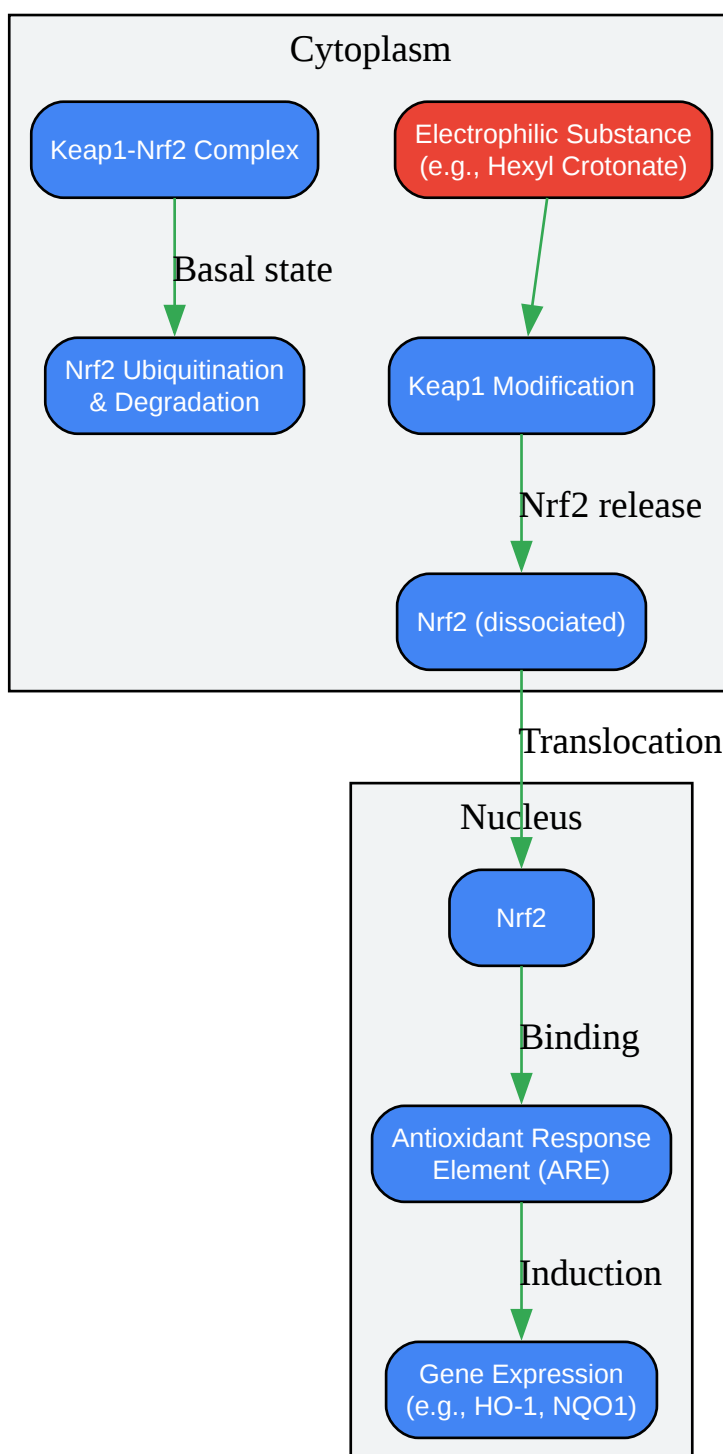 Cytoplasm
Keap1-Nrf2 Complex
Electrophilic Substance
(e.g., Hexyl Crotonate)
Basal state
Nrf2 Ubiquitination
& Degradation
Keap1 Modification
Nrf2 release
Nrf2 (dissociated)
Translocation
Nucleus
Nrf2
Binding
Antioxidant Response
Element (ARE)
Induction
Gene Expression
(e.g., HO-1, NQO1)